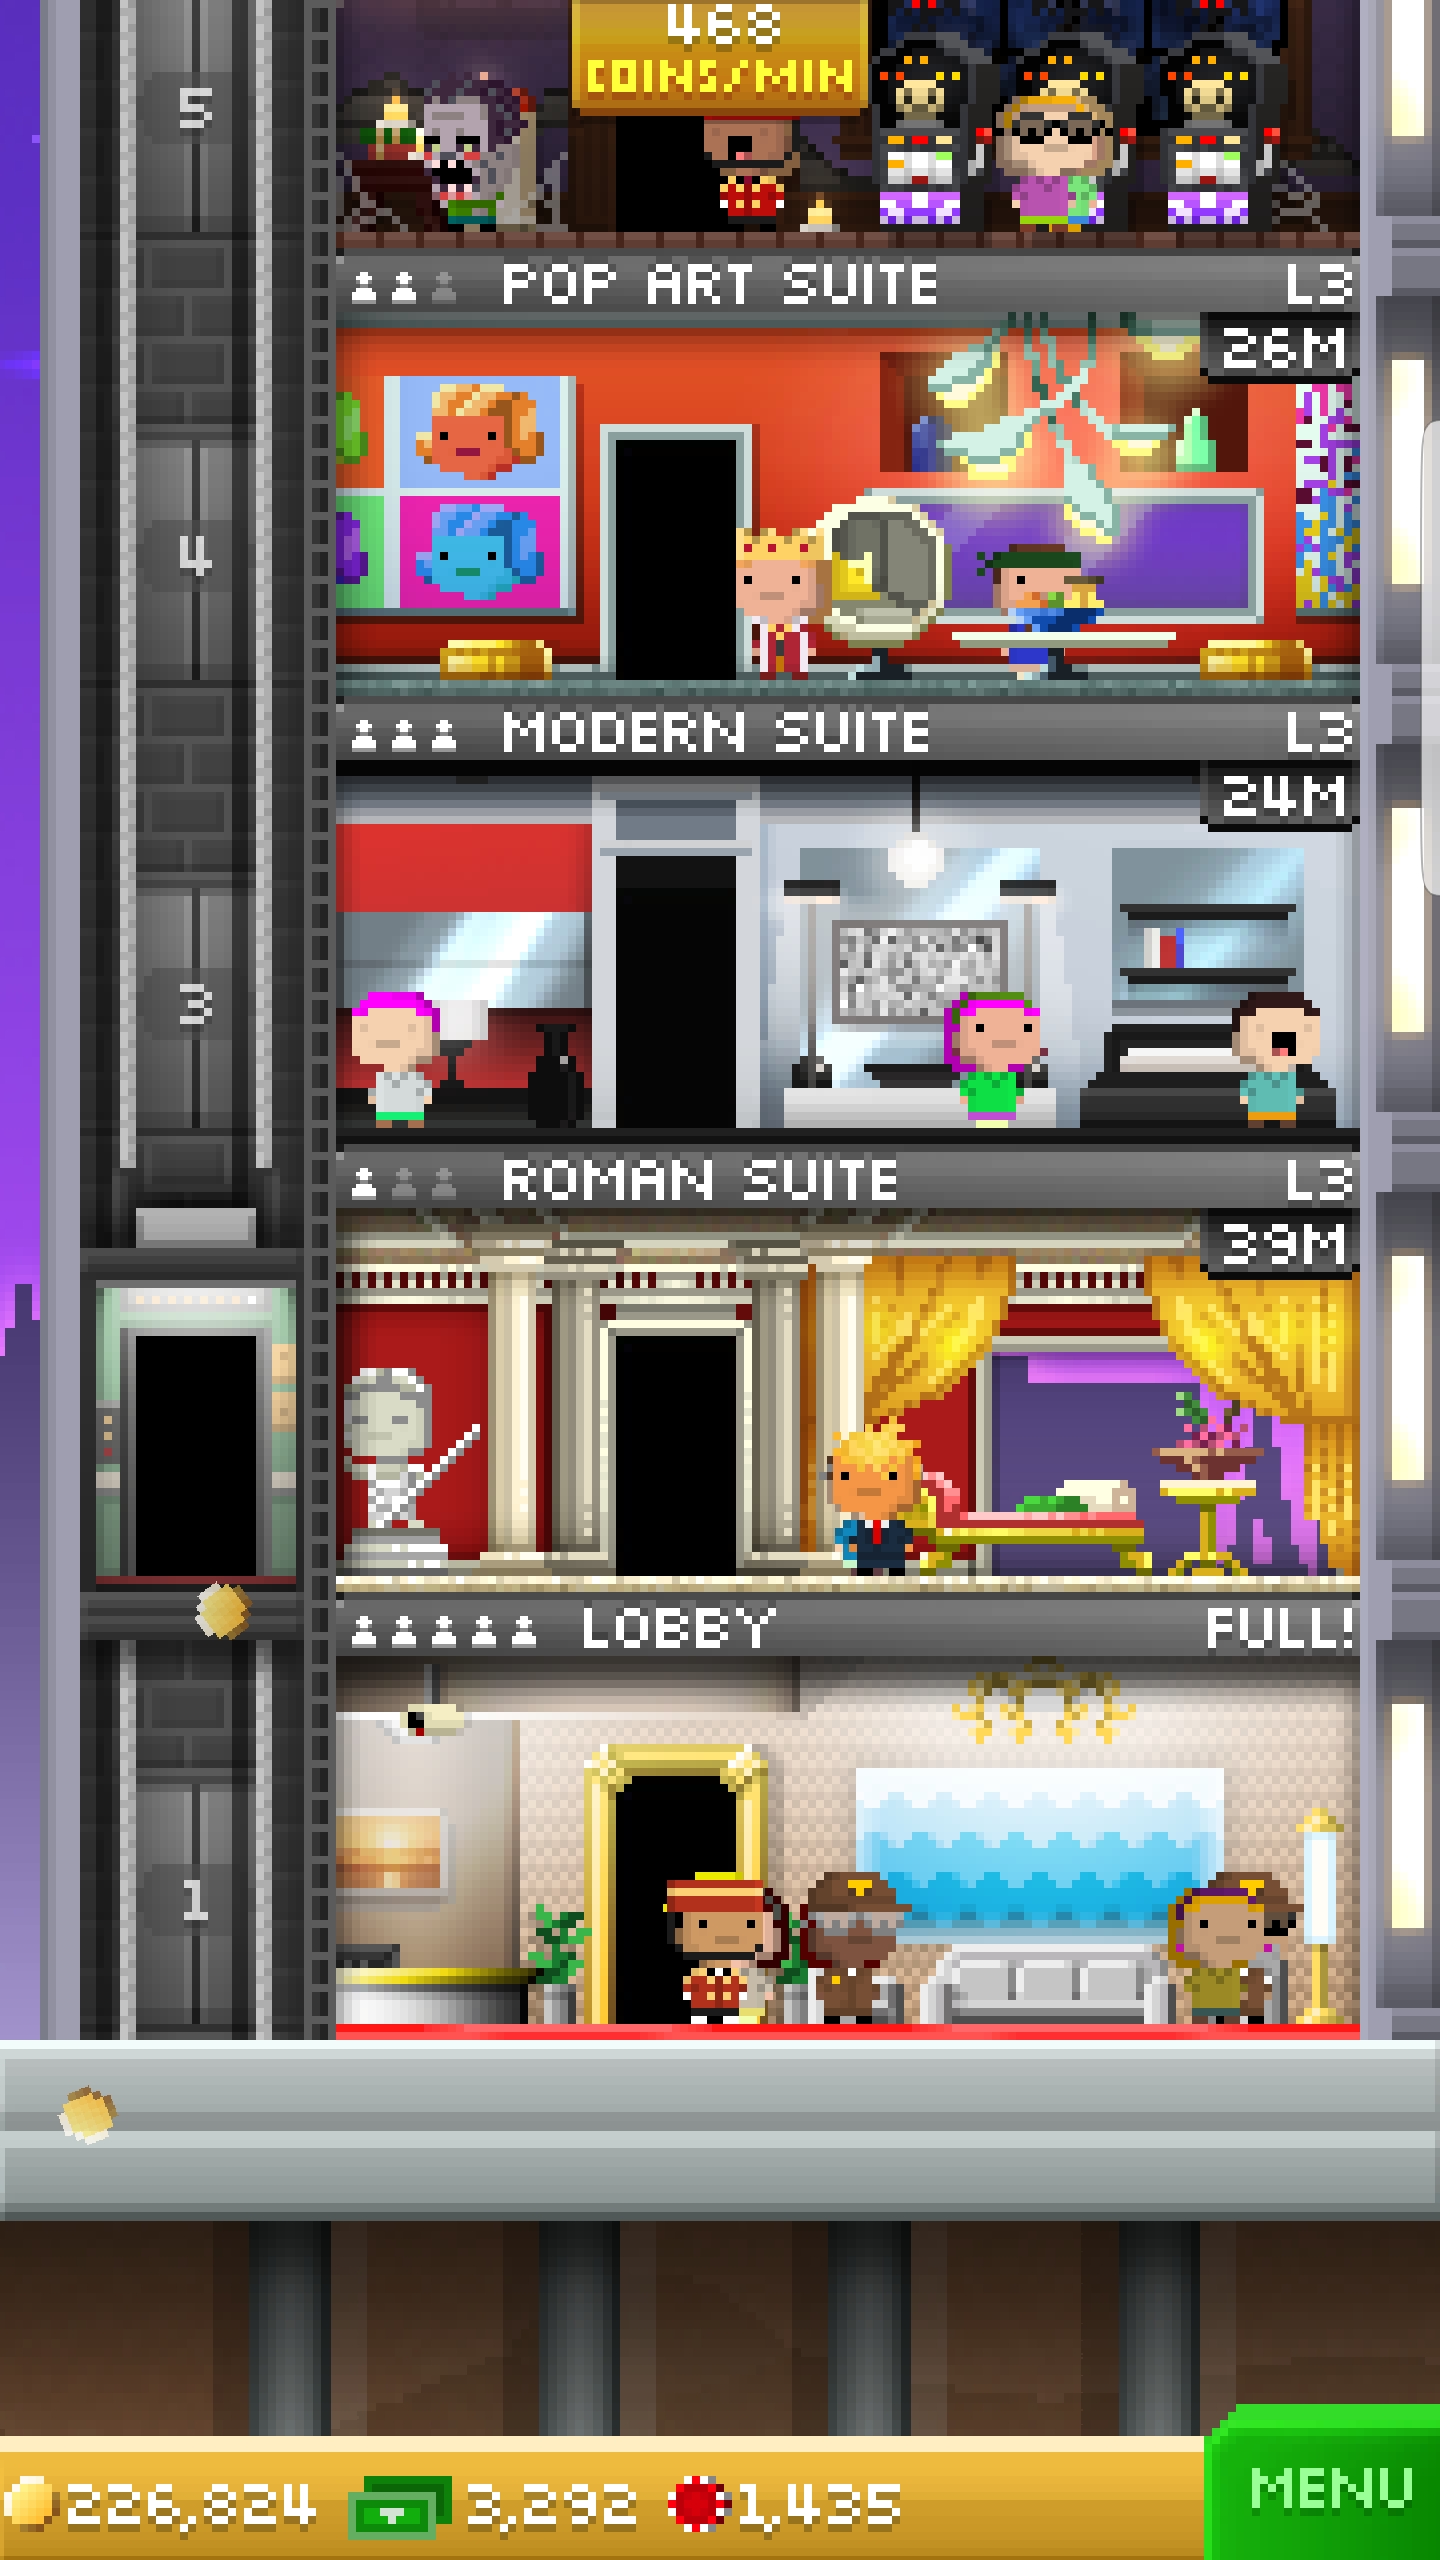 468
COINS/MIN
5
POP ART SUITE L3
26M
4
MODERN SUITE L3
24M
3
ROMAN SUITE L3
39M
LOBBY FULL!
1
226,824 3,292 1,435
MENU